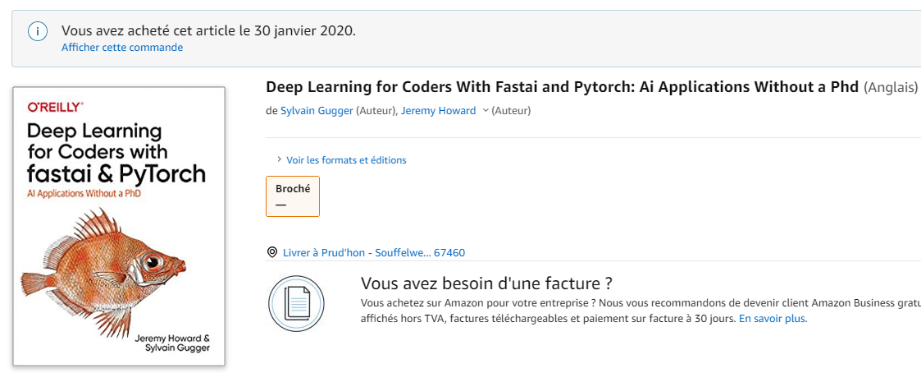 Vous avez acheté cet article le 30 janvier 2020.
Afficher cette commande
O'REILLY®
Deep Learning
for Coders with
fastai & PyTorch
AI Applications Without a PhD
Jeremy Howard &
Sylvain Gugger
Deep Learning for Coders With Fastai and Pytorch: Ai Applications Without a Phd (Anglais)
de Sylvain Gugger (Auteur), Jeremy Howard (Auteur)
Voir les formats et éditions
Broché
—
Livrer à Prud'hon - Souffelwe... 67460
Vous avez besoin d'une facture ?
Vous achetez sur Amazon pour votre entreprise ? Nous vous recommandons de devenir client Amazon Business gratu
affichés hors TVA, factures téléchargeables et paiement sur facture à 30 jours. En savoir plus.